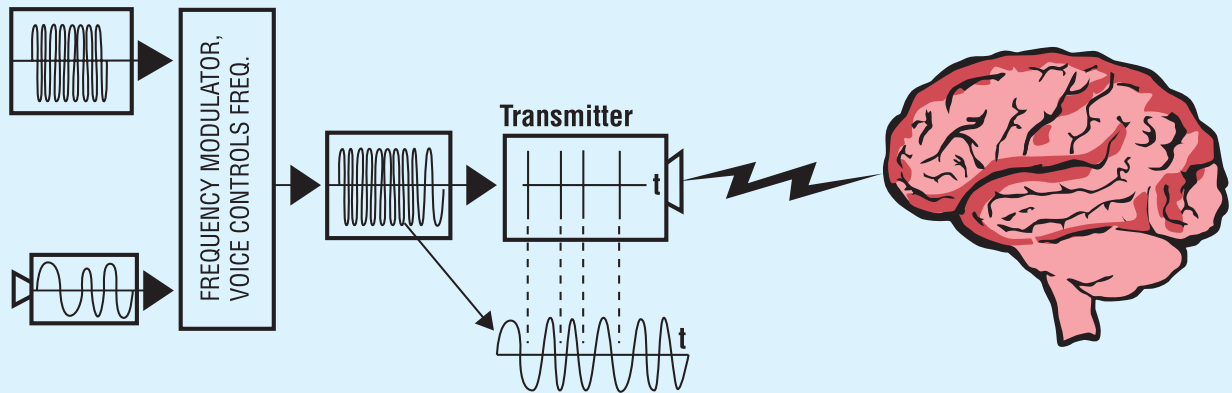 FREQUENCY MODULATOR,
VOICE CONTROLS FREQ.
Transmitter
t
t